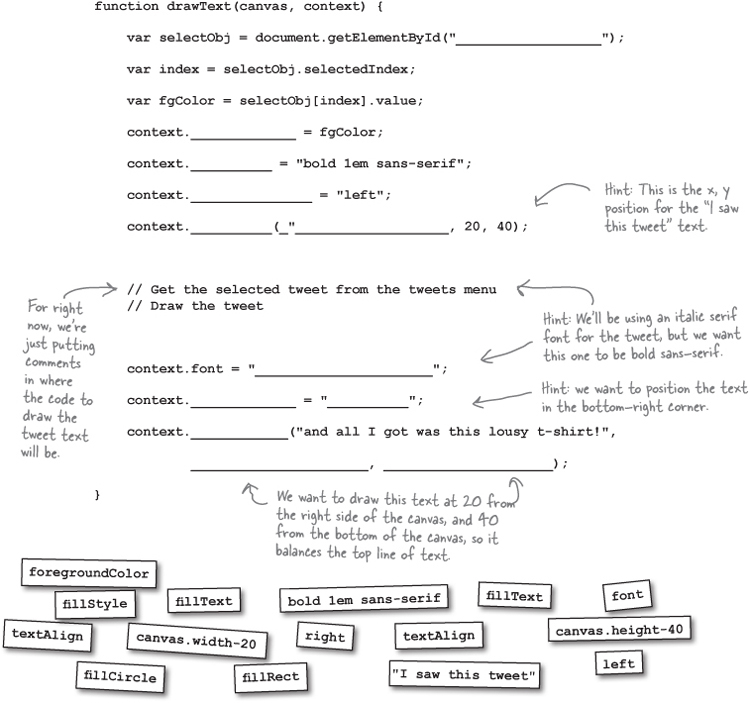 function drawText(canvas, context) {
var selectObj = document.getElementById("____________________");
var index = selectObj.selectedIndex;
var fgColor = selectObj[index].value;
context._____________ = fgColor;
context.__________ = "bold 1em sans-serif";
context._______________ = "left";
context.__________(_"___________________, 20, 40);
Hint: This is the x, y
position for the "I saw
this tweet" text.
// Get the selected tweet from the tweets menu
// Draw the tweet
For right
now, we're
just putting
comments
in where
the code to
draw the
tweet text
will be.
Hint: We'll be using an italic serif
font for the tweet, but we want
this one to be bold sans-serif.
context.font = "______________________";
Hint: we want to position the text
in the bottom-right corner.
context._____________ = "__________";
context.____________("and all I got was this lousy t-shirt!",
______________________, _____________________);
}
We want to draw this text at 20 from
the right side of the canvas, and 40
from the bottom of the canvas, so it
balances the top line of text.
foregroundColor
fillStyle
fillText
bold 1em sans-serif
fillText
font
textAlign
canvas.width-20
right
textAlign
canvas.height-40
fillCircle
fillRect
"I saw this tweet"
left